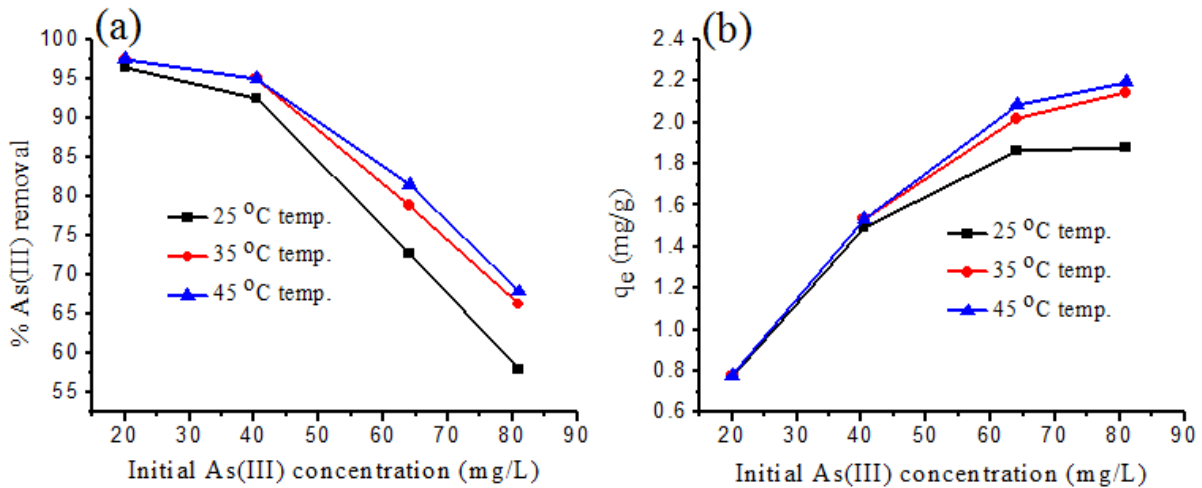 (a)
100
95
90
85
80
75
70
65
60
55
% As(III) removal
25 °C temp.
35 °C temp.
45 °C temp.
20 30 40 50 60 70 80 90
Initial As(III) concentration (mg/L)
(b)
2.4
2.2
2.0
1.8
1.6
1.4
1.2
1.0
0.8
0.6
qe (mg/g)
25 °C temp.
35 °C temp.
45 °C temp.
20 30 40 50 60 70 80 90
Initial As(III) concentration (mg/L)